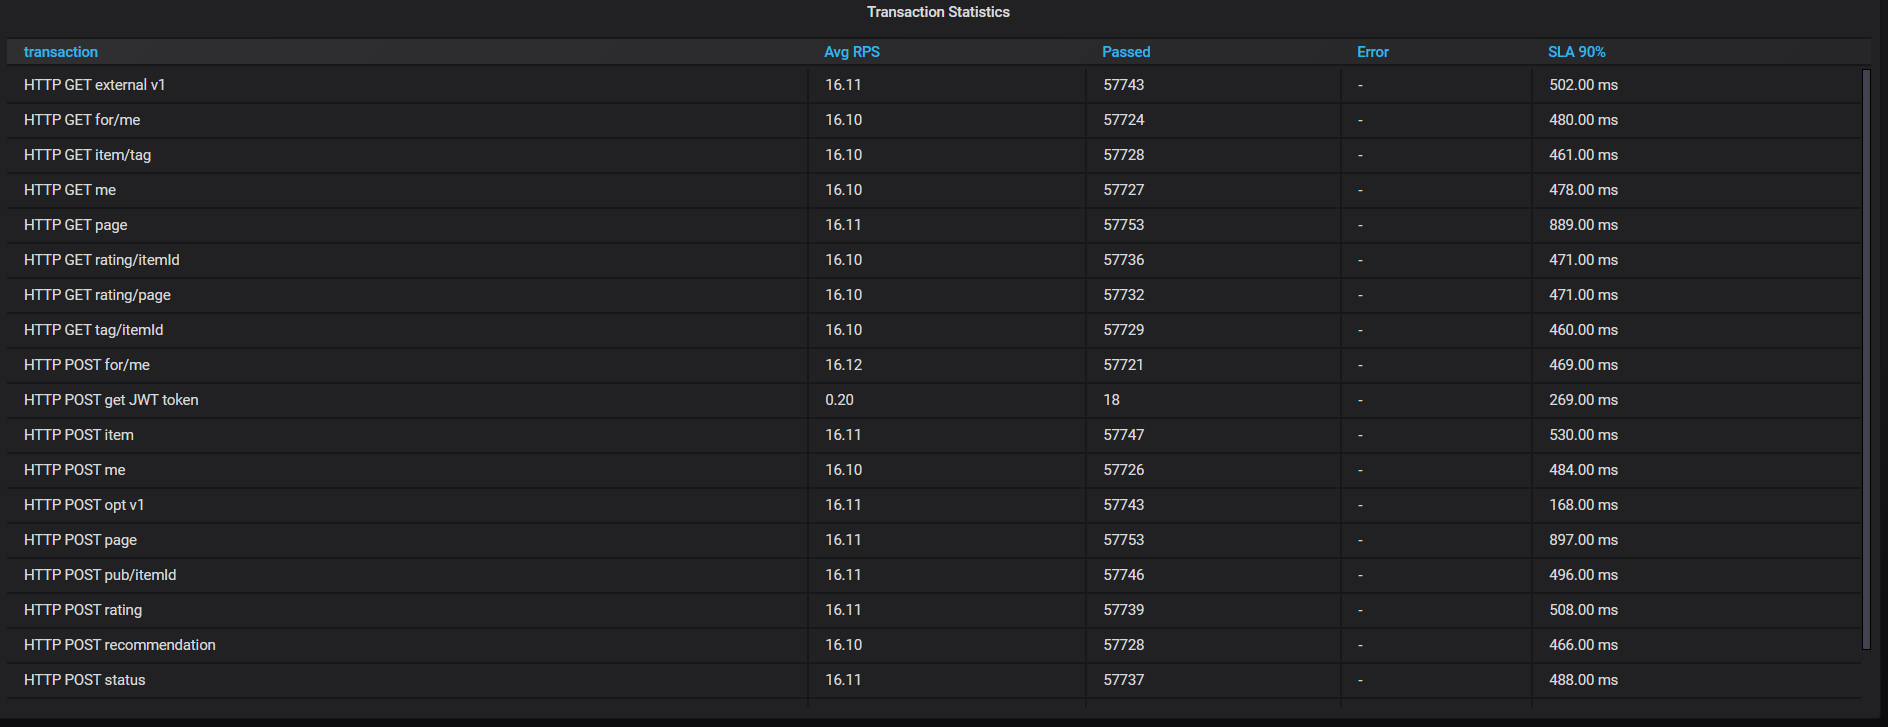 Transaction Statistics
transaction Avg RPS Passed Error SLA 90%
HTTP GET external v1 16.11 57743 - 502.00 ms
HTTP GET for/me 16.10 57724 - 480.00 ms
HTTP GET item/tag 16.10 57728 - 461.00 ms
HTTP GET me 16.10 57727 - 478.00 ms
HTTP GET page 16.11 57753 - 889.00 ms
HTTP GET rating/itemId 16.10 57736 - 471.00 ms
HTTP GET rating/page 16.10 57732 - 471.00 ms
HTTP GET tag/itemId 16.10 57729 - 460.00 ms
HTTP POST for/me 16.12 57721 - 469.00 ms
HTTP POST get JWT token 0.20 18 - 269.00 ms
HTTP POST item 16.11 57747 - 530.00 ms
HTTP POST me 16.10 57726 - 484.00 ms
HTTP POST opt v1 16.11 57743 - 168.00 ms
HTTP POST page 16.11 57753 - 897.00 ms
HTTP POST pub/itemId 16.11 57746 - 496.00 ms
HTTP POST rating 16.11 57739 - 508.00 ms
HTTP POST recommendation 16.10 57728 - 466.00 ms
HTTP POST status 16.11 57737 - 488.00 ms